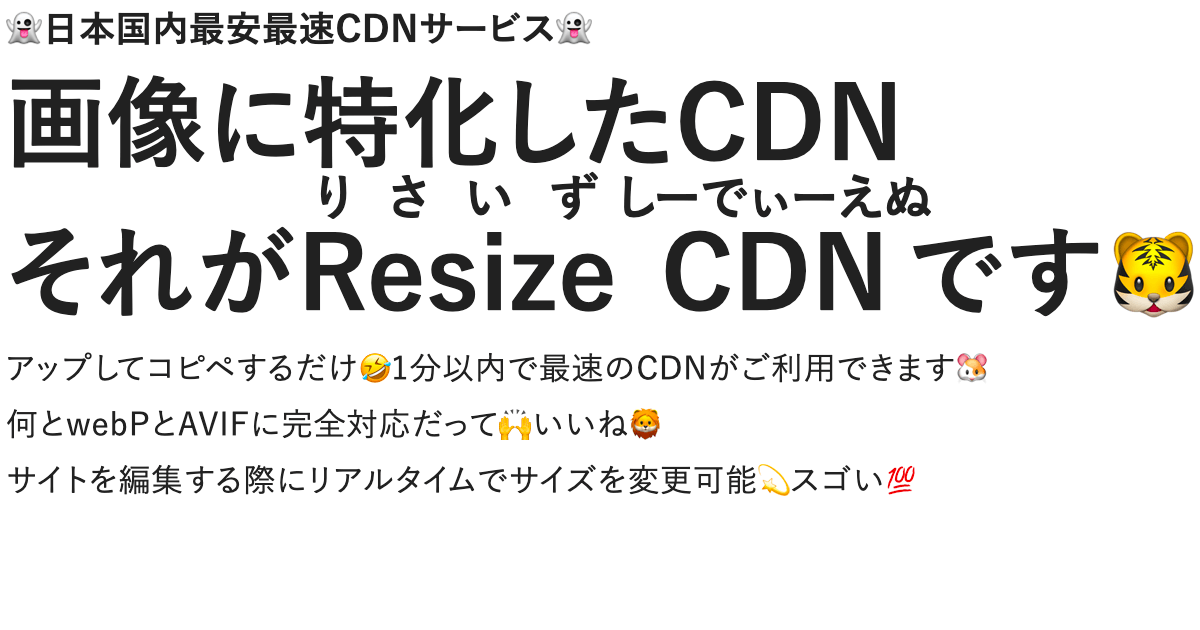 👻日本国内最安最速CDNサービス👻
画像に特化したCDN
りさいず しーでぃーえぬ
それがResize CDNです🐯
アップしてコピペするだけ🤣1分以内で最速のCDNがご利用できます🐹
何とwebPとAVIFに完全対応だって🙌いいね🦁
サイトを編集する際にリアルタイムでサイズを変更可能💫スゴい💯